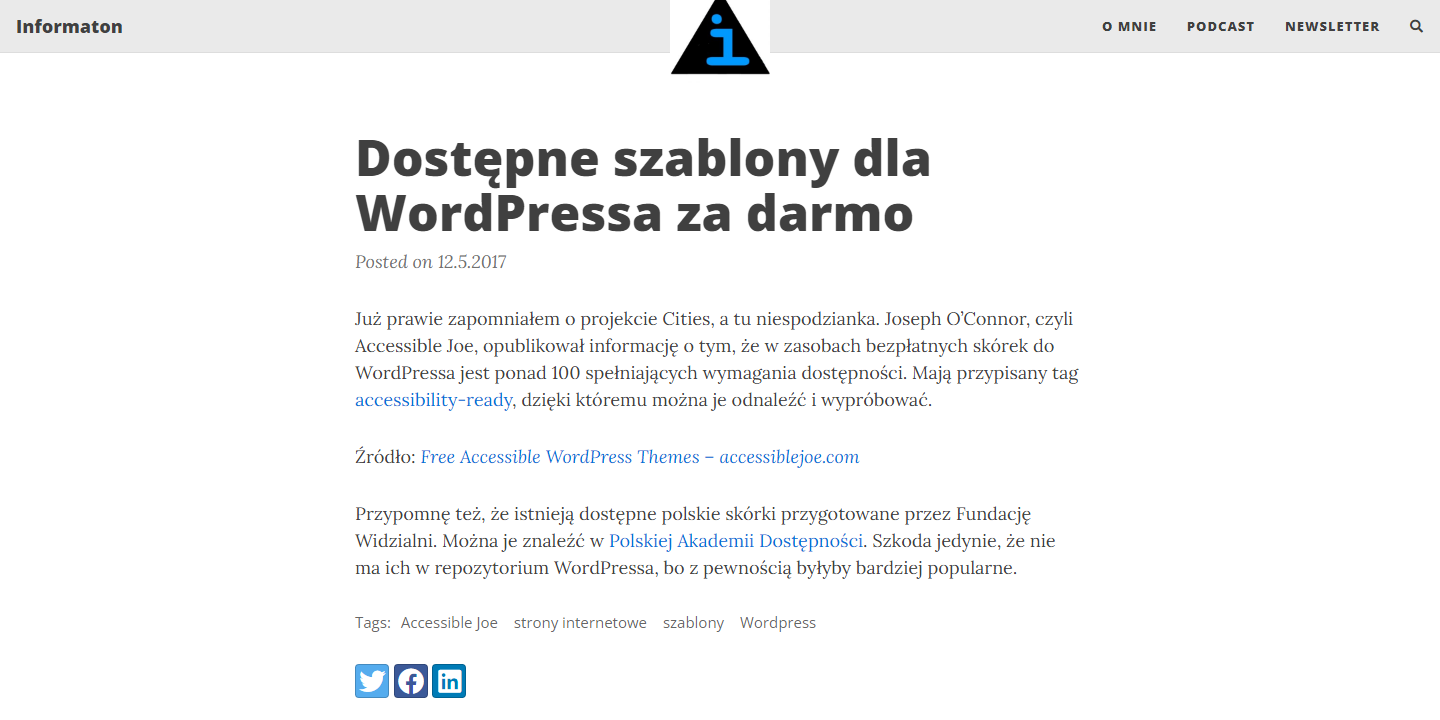 Informaton
i
O MNIE PODCAST NEWSLETTER
Dostępne szablony dla
WordPressa za darmo
Posted on 12.5.2017
Już prawie zapomniałem o projekcie Cities, a tu niespodzianka. Joseph O’Connor, czyli
Accessible Joe, opublikował informację o tym, że w zasobach bezpłatnych skórek do
WordPressa jest ponad 100 spełniających wymagania dostępności. Mają przypisany tag
accessibility-ready, dzięki któremu można je odnaleźć i wypróbować.
Źródło: Free Accessible WordPress Themes – accessiblejoe.com
Przypomnę też, że istnieją dostępne polskie skórki przygotowane przez Fundację
Widzialni. Można je znaleźć w Polskiej Akademii Dostępności. Szkoda jedynie, że nie
ma ich w repozytorium WordPressa, bo z pewnością byłyby bardziej popularne.
Tags: Accessible Joe strony internetowe szablony Wordpress